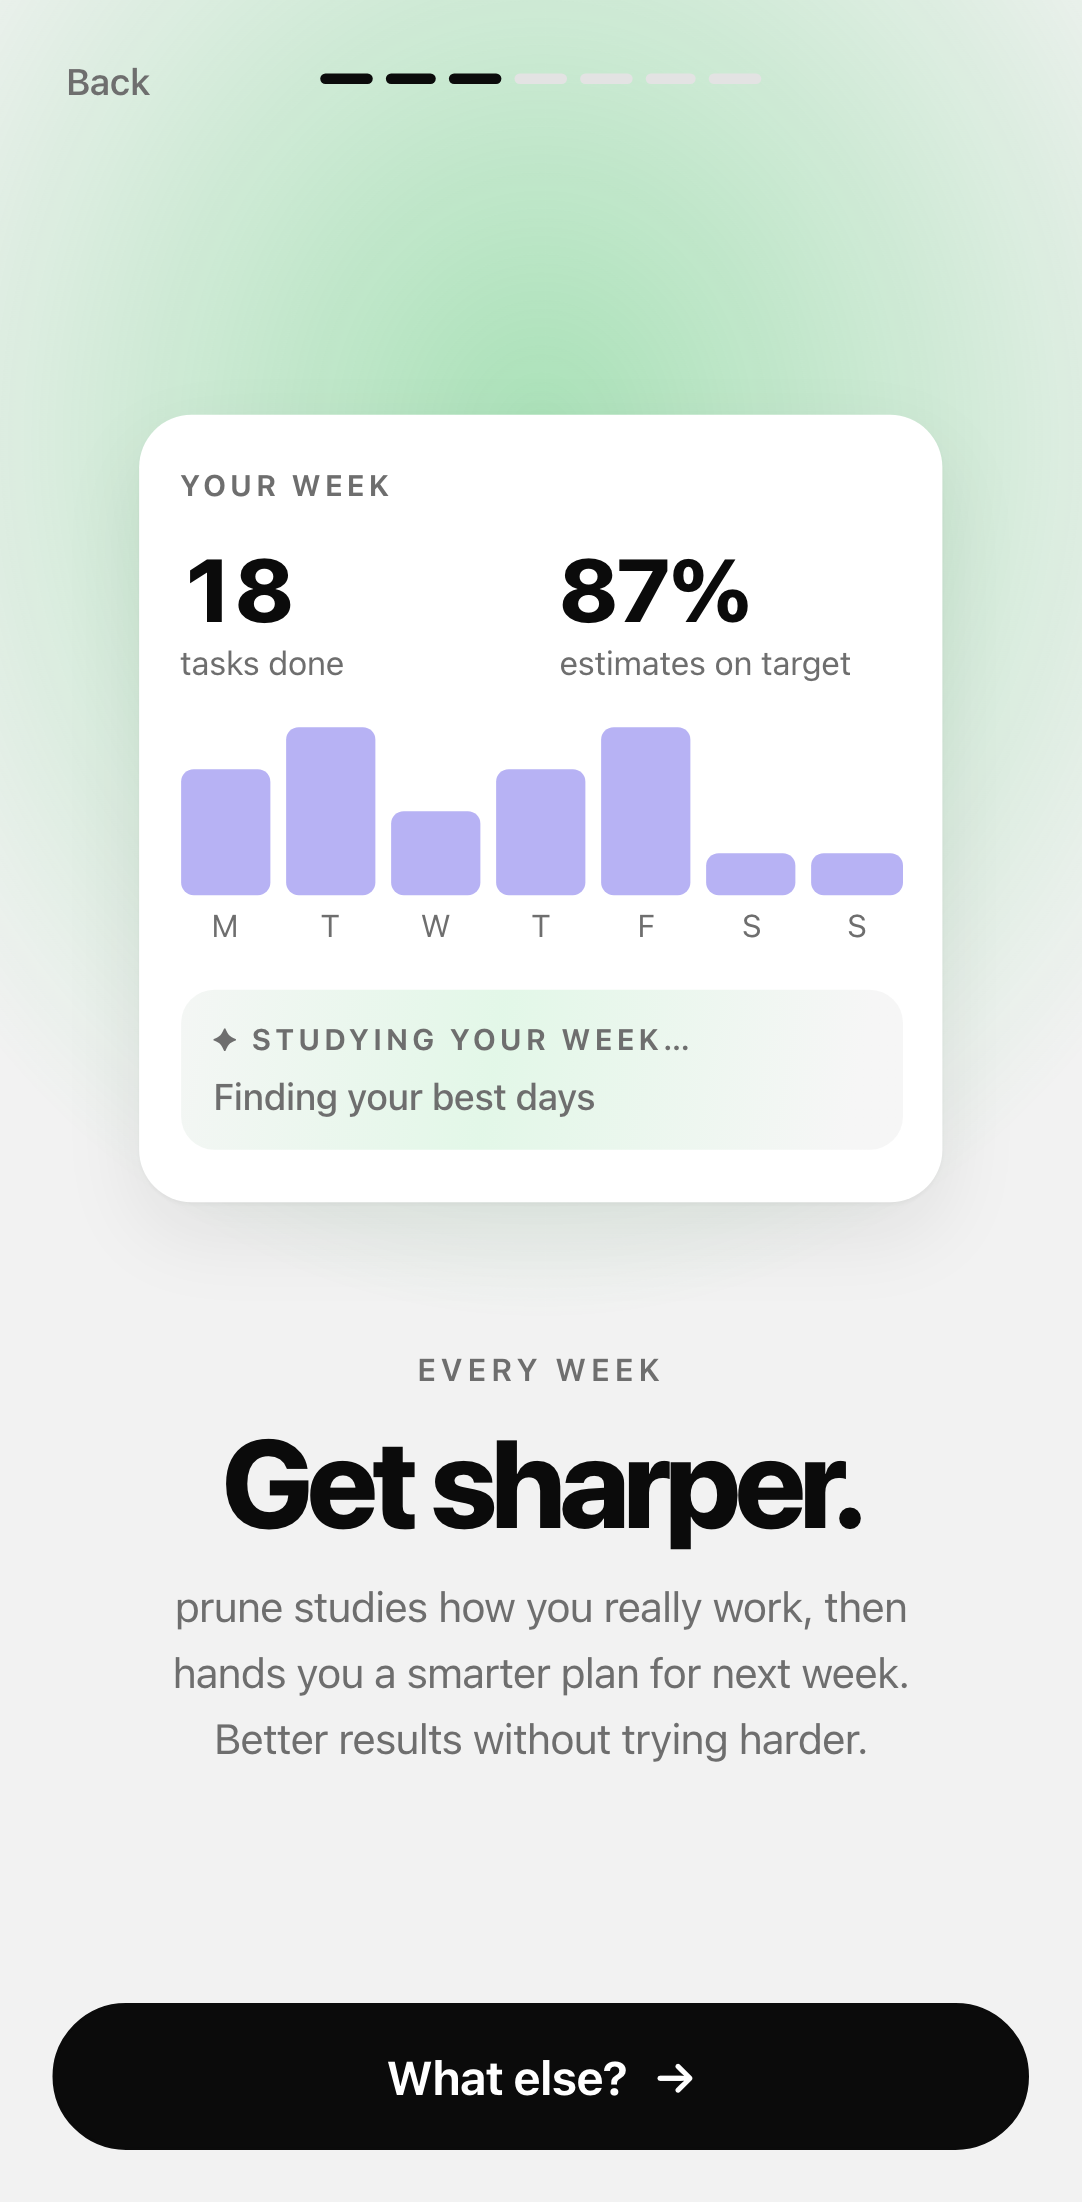 Back
YOUR WEEK
18
87%
tasks done
estimates on target
M T W T F S S
✦ STUDYING YOUR WEEK...
Finding your best days
EVERY WEEK
Get sharper.
prune studies how you really work, then
hands you a smarter plan for next week.
Better results without trying harder.
What else? →